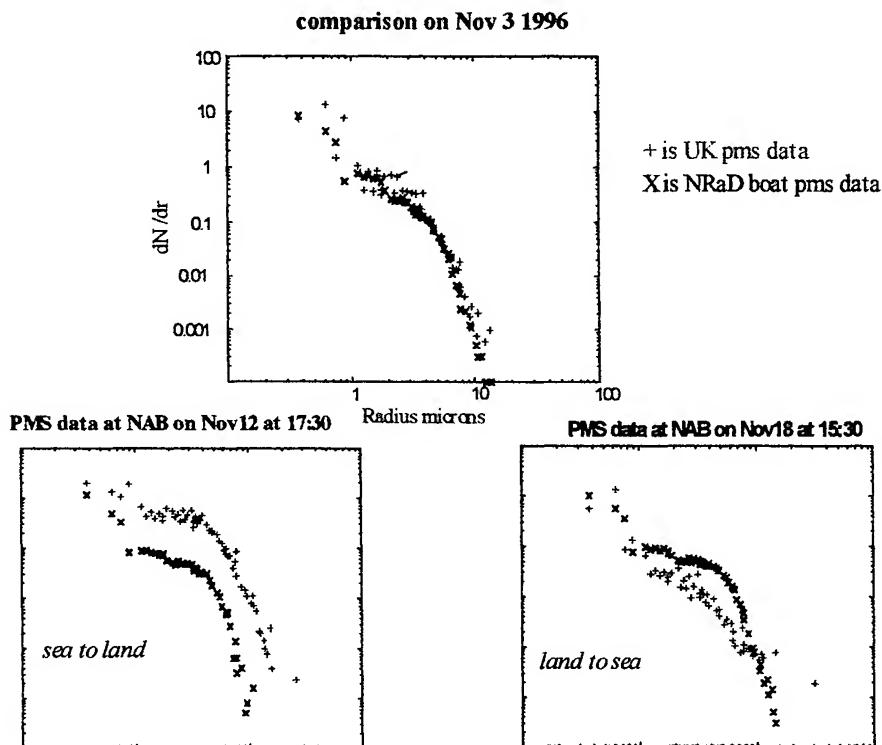 comparison on Nov 3 1996
100
10
1
0.1
0.01
0.001
dN/dr
1
10
100
Radius microns
+ is UK pms data
X is NRaD boat pms data
PMS data at NAB on Nov12 at 17:30
sea to land
PMS data at NAB on Nov18 at 15:30
land to sea